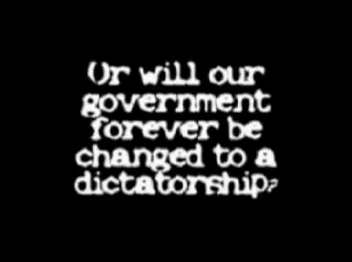 Or will our
government
forever be
changed to a
dictatorship?